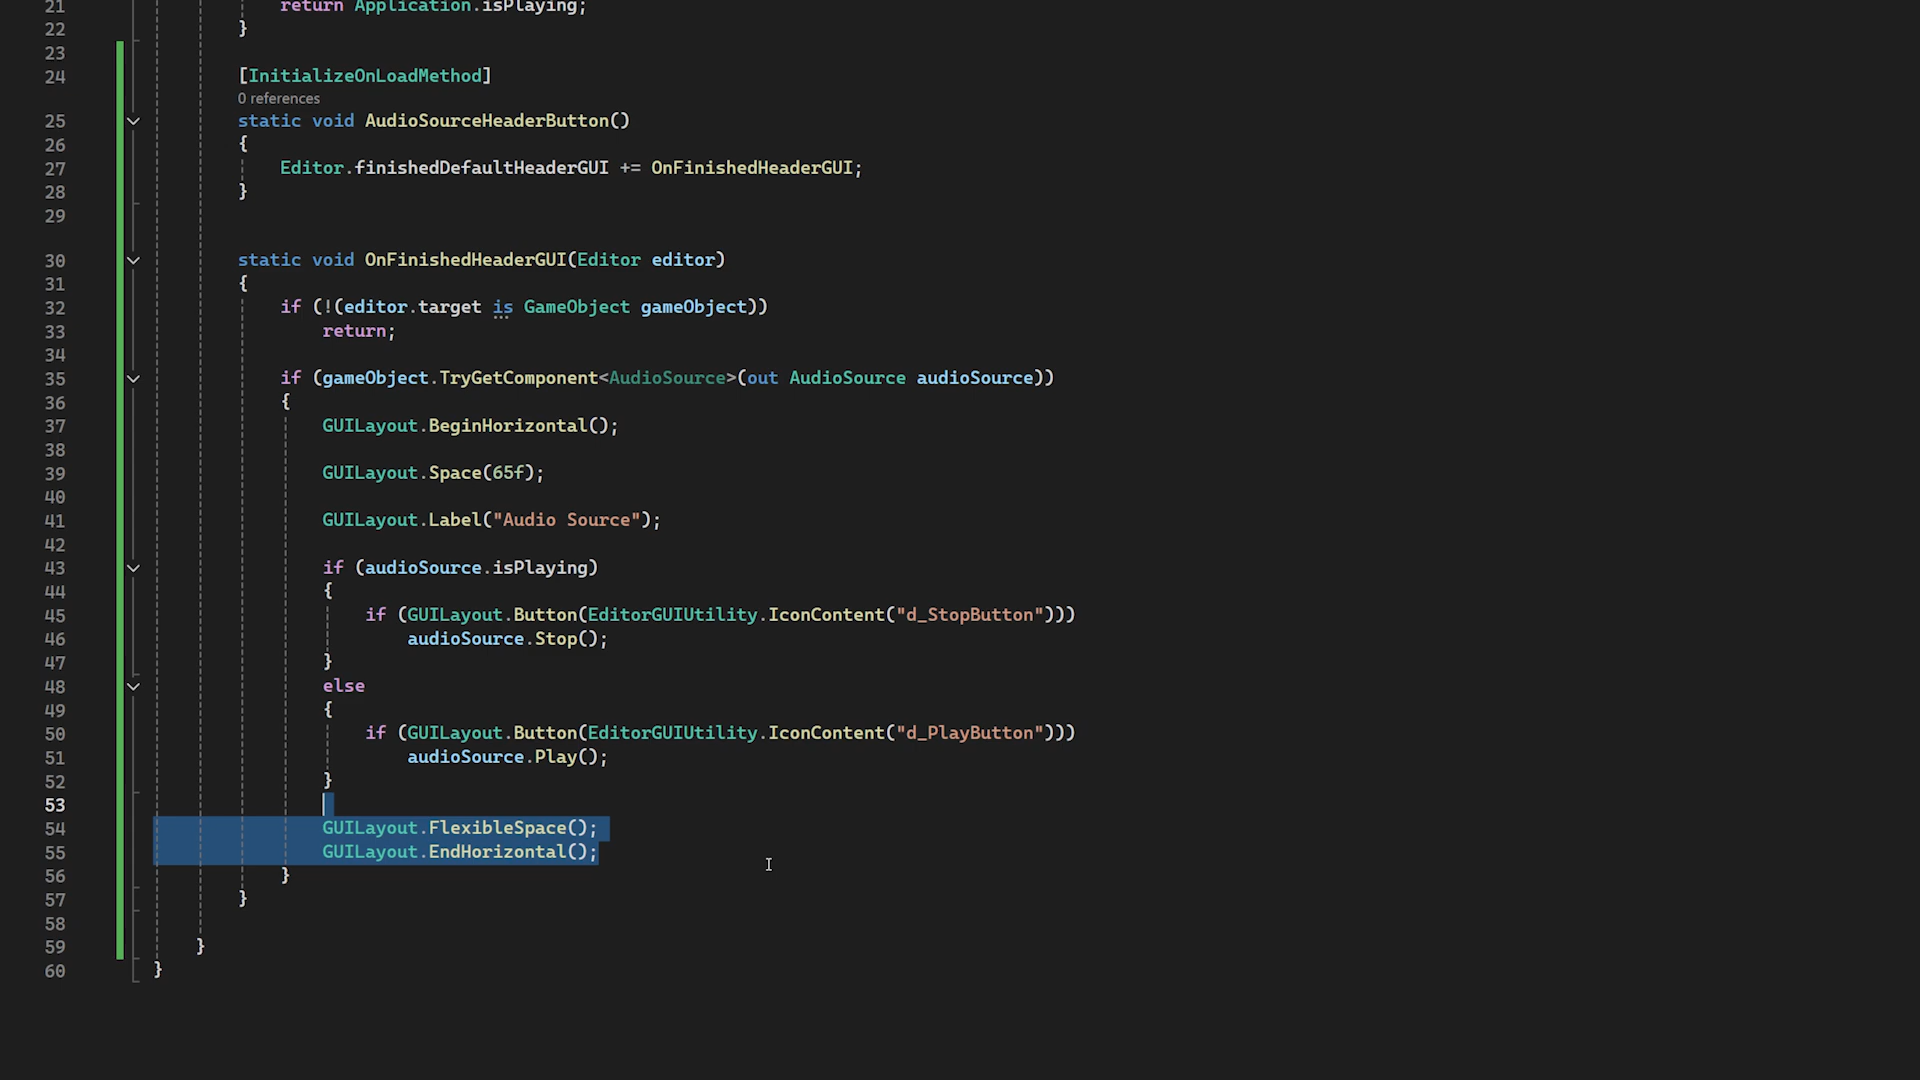 21 return Application.isPlaying;
22 }
23
24 [InitializeOnLoadMethod]
0 references
25 static void AudioSourceHeaderButton()
26 {
27 Editor.finishedDefaultHeaderGUI += OnFinishedHeaderGUI;
28 }
29
30 static void OnFinishedHeaderGUI(Editor editor)
31 {
32 if (!(editor.target is GameObject gameObject))
33 return;
34
35 if (gameObject.TryGetComponent<AudioSource>(out AudioSource audioSource))
36 {
37 GUILayout.BeginHorizontal();
38
39 GUILayout.Space(65f);
40
41 GUILayout.Label("Audio Source");
42
43 if (audioSource.isPlaying)
44 {
45 if (GUILayout.Button(EditorGUIUtility.IconContent("d_StopButton")))
46 audioSource.Stop();
47 }
48 else
49 {
50 if (GUILayout.Button(EditorGUIUtility.IconContent("d_PlayButton")))
51 audioSource.Play();
52 }
53
54 GUILayout.FlexibleSpace();
55 GUILayout.EndHorizontal();
56 }
57 }
58
59 }
60 }